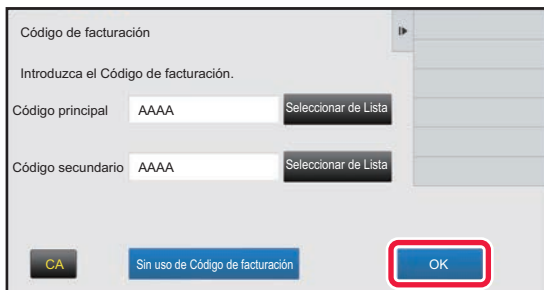 Código de facturación
Introduzca el Código de facturación.
Código principal AAAA Seleccionar de Lista
Código secundario AAAA Seleccionar de Lista
CA Sin uso de Código de facturación OK